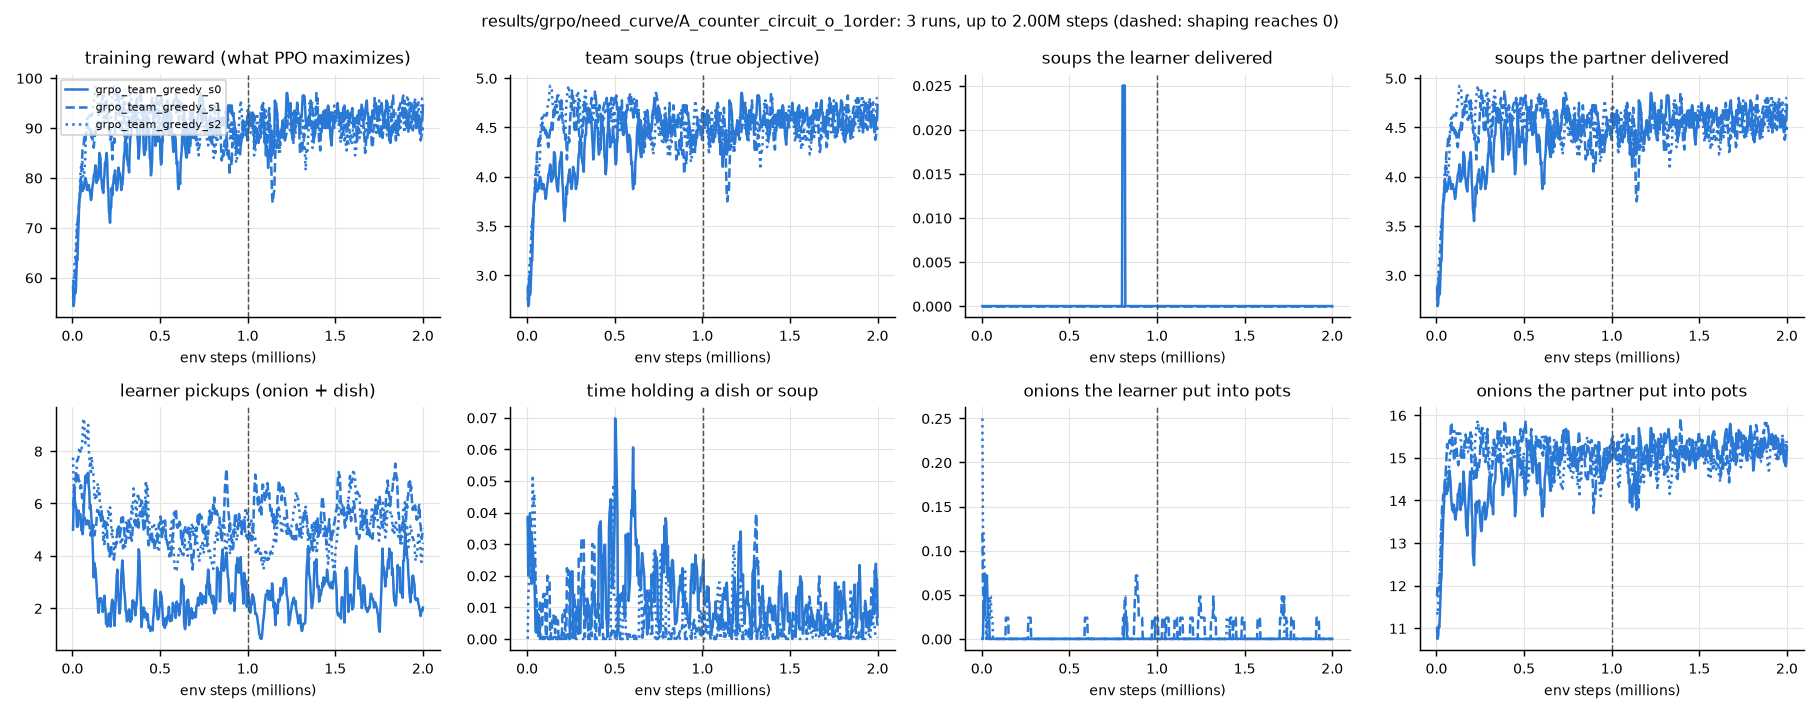 results/grpo/need_curve/A_counter_circuit_o_1order: 3 runs, up to 2.00M steps (dashed: shaping reaches 0)
training reward (what PPO maximizes)
100
90
80
70
60
grpo_team_greedy_s0
grpo_team_greedy_s1
grpo_team_greedy_s2
0.0 0.5 1.0 1.5 2.0
env steps (millions)
team soups (true objective)
5.0
4.5
4.0
3.5
3.0
0.0 0.5 1.0 1.5 2.0
env steps (millions)
soups the learner delivered
0.025
0.020
0.015
0.010
0.005
0.000
0.0 0.5 1.0 1.5 2.0
env steps (millions)
soups the partner delivered
5.0
4.5
4.0
3.5
3.0
0.0 0.5 1.0 1.5 2.0
env steps (millions)
learner pickups (onion + dish)
8
6
4
2
0.0 0.5 1.0 1.5 2.0
env steps (millions)
time holding a dish or soup
0.07
0.06
0.05
0.04
0.03
0.02
0.01
0.00
0.0 0.5 1.0 1.5 2.0
env steps (millions)
onions the learner put into pots
0.25
0.20
0.15
0.10
0.05
0.00
0.0 0.5 1.0 1.5 2.0
env steps (millions)
onions the partner put into pots
16
15
14
13
12
11
0.0 0.5 1.0 1.5 2.0
env steps (millions)